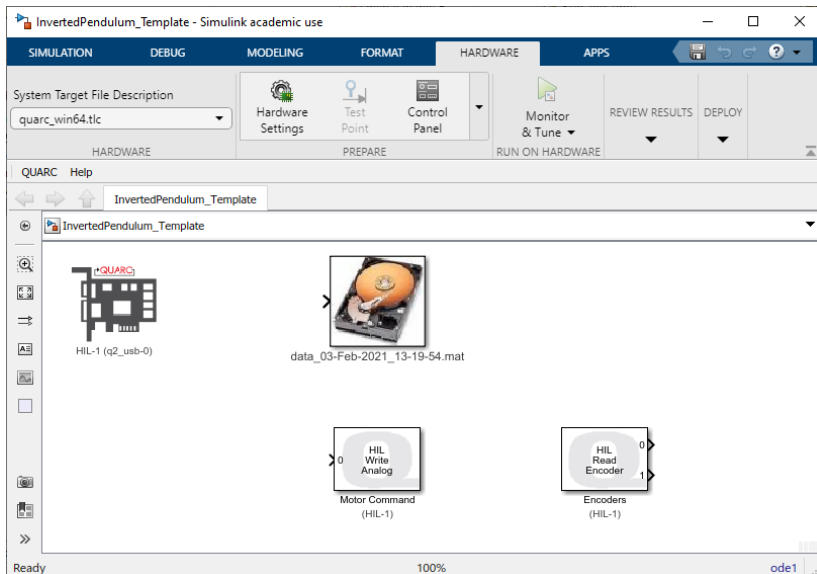 InvertedPendulum_Template - Simulink academic use
SIMULATION DEBUG MODELING FORMAT HARDWARE APPS
System Target File Description
quarc_win64.tlc
Hardware Settings
Test Point
Control Panel
Monitor & Tune
REVIEW RESULTS
DEPLOY
HARDWARE PREPARE RUN ON HARDWARE
QUARC Help
InvertedPendulum_Template
InvertedPendulum_Template
QUARC
HIL-1 (q2_usb-0)
data_03-Feb-2021_13-19-54.mat
0
HIL
Write
Analog
Motor Command
(HIL-1)
HIL
Read
Encoder
0
1
Encoders
(HIL-1)
Ready 100% ode1